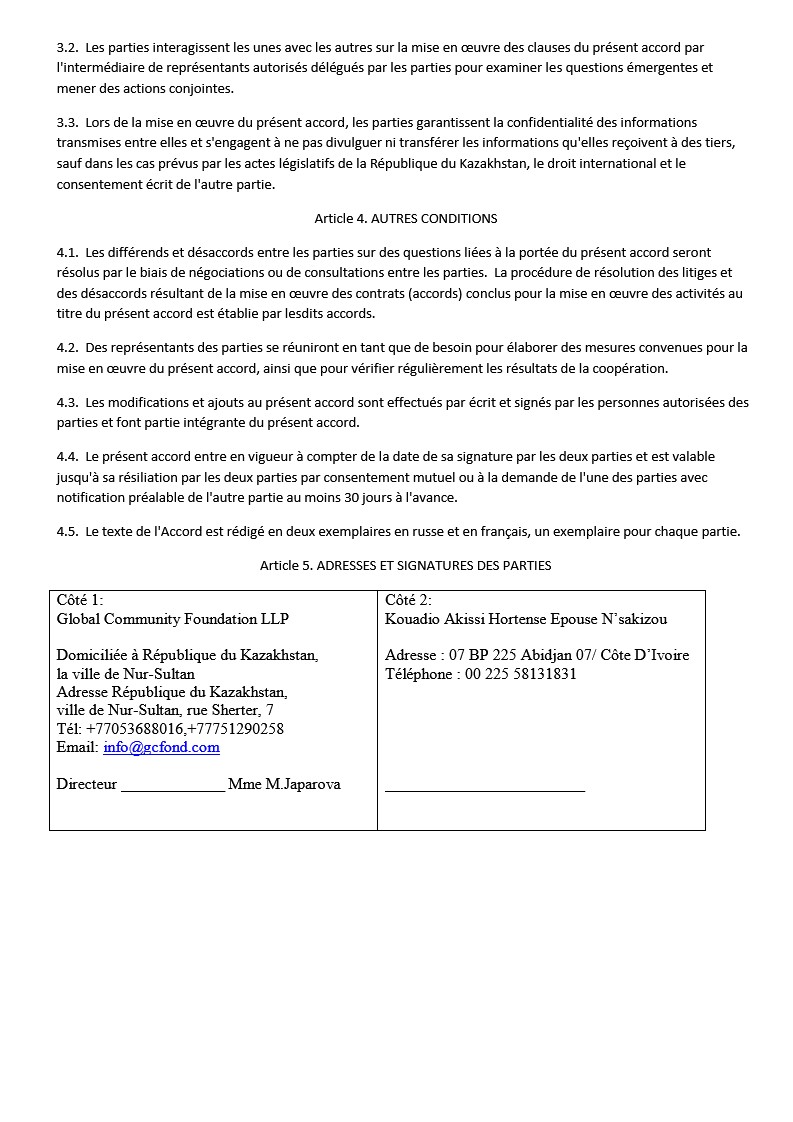 3.2.  Les parties interagissent les unes avec les autres sur la mise en œuvre des clauses du présent accord par
l'intermédiaire de représentants autorisés délégués par les parties pour examiner les questions émergentes et
mener des actions conjointes.
3.3.  Lors de la mise en œuvre du présent accord, les parties garantissent la confidentialité des informations
transmises entre elles et s'engagent à ne pas divulguer ni transférer les informations qu'elles reçoivent à des tiers,
sauf dans les cas prévus par les actes législatifs de la République du Kazakhstan, le droit international et le
consentement écrit de l'autre partie.
Article 4. AUTRES CONDITIONS
4.1.  Les différends et désaccords entre les parties sur des questions liées à la portée du présent accord seront
résolus par le biais de négociations ou de consultations entre les parties.  La procédure de résolution des litiges et
des désaccords résultant de la mise en œuvre des contrats (accords) conclus pour la mise en œuvre des activités au
titre du présent accord est établie par lesdits accords.
4.2.  Des représentants des parties se réuniront en tant que de besoin pour élaborer des mesures convenues pour la
mise en œuvre du présent accord, ainsi que pour vérifier régulièrement les résultats de la coopération.
4.3.  Les modifications et ajouts au présent accord sont effectués par écrit et signés par les personnes autorisées des
parties et font partie intégrante du présent accord.
4.4.  Le présent accord entre en vigueur à compter de la date de sa signature par les deux parties et est valable
jusqu'à sa résiliation par les deux parties par consentement mutuel ou à la demande de l'une des parties avec
notification préalable de l'autre partie au moins 30 jours à l'avance.
4.5.  Le texte de l'Accord est rédigé en deux exemplaires en russe et en français, un exemplaire pour chaque partie.
Article 5. ADRESSES ET SIGNATURES DES PARTIES
Côté 1:
Global Community Foundation LLP
Domiciliée à République du Kazakhstan,
la ville de Nur-Sultan
Adresse République du Kazakhstan,
ville de Nur-Sultan, rue Sherter, 7
Tél: +77053688016,+77751290258
Email: info@gcfond.com
Directeur _____________ Mme M.Japarova
Côté 2:
Kouadio Akissi Hortense Epouse N’sakizou
Adresse : 07 BP 225 Abidjan 07/ Côte D’Ivoire
Téléphone : 00 225 58131831
_________________________